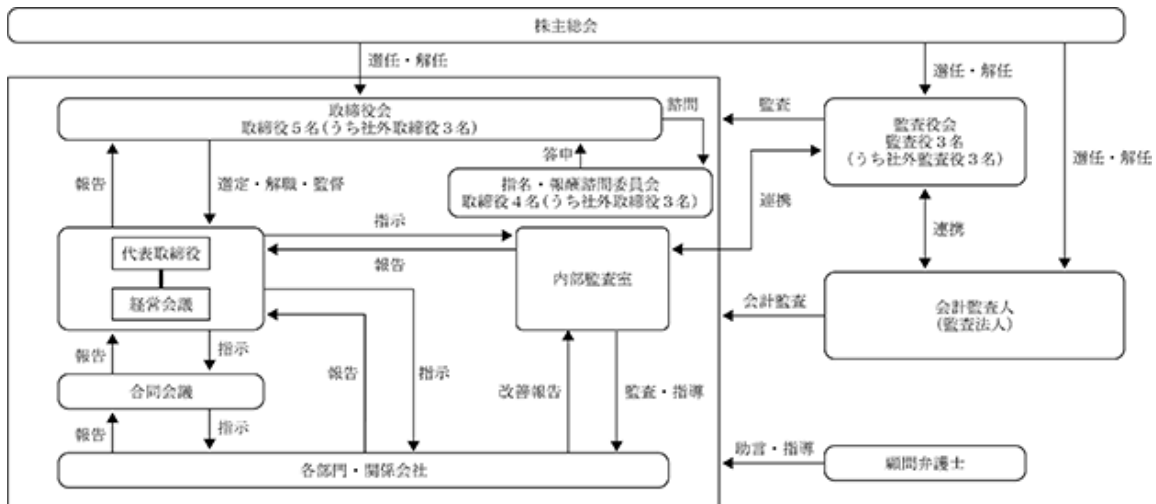 株主総会
選任・解任
選任・解任
取締役会
取締役5名(うち社外取締役3名)
諮問
監査
監査役会
監査役3名
(うち社外監査役3名)
選任・解任
答申
報告
選定・解職・監督
指名・報酬諮問委員会
取締役4名(うち社外取締役3名)
連携
指示
連携
代表取締役
報告
内部監査室
経営会議
会計監査
会計監査人
(監査法人)
報告
指示
報告
指示
改善報告
監査・指導
合同会議
報告
指示
助言・指導
顧問弁護士
各部門・関係会社